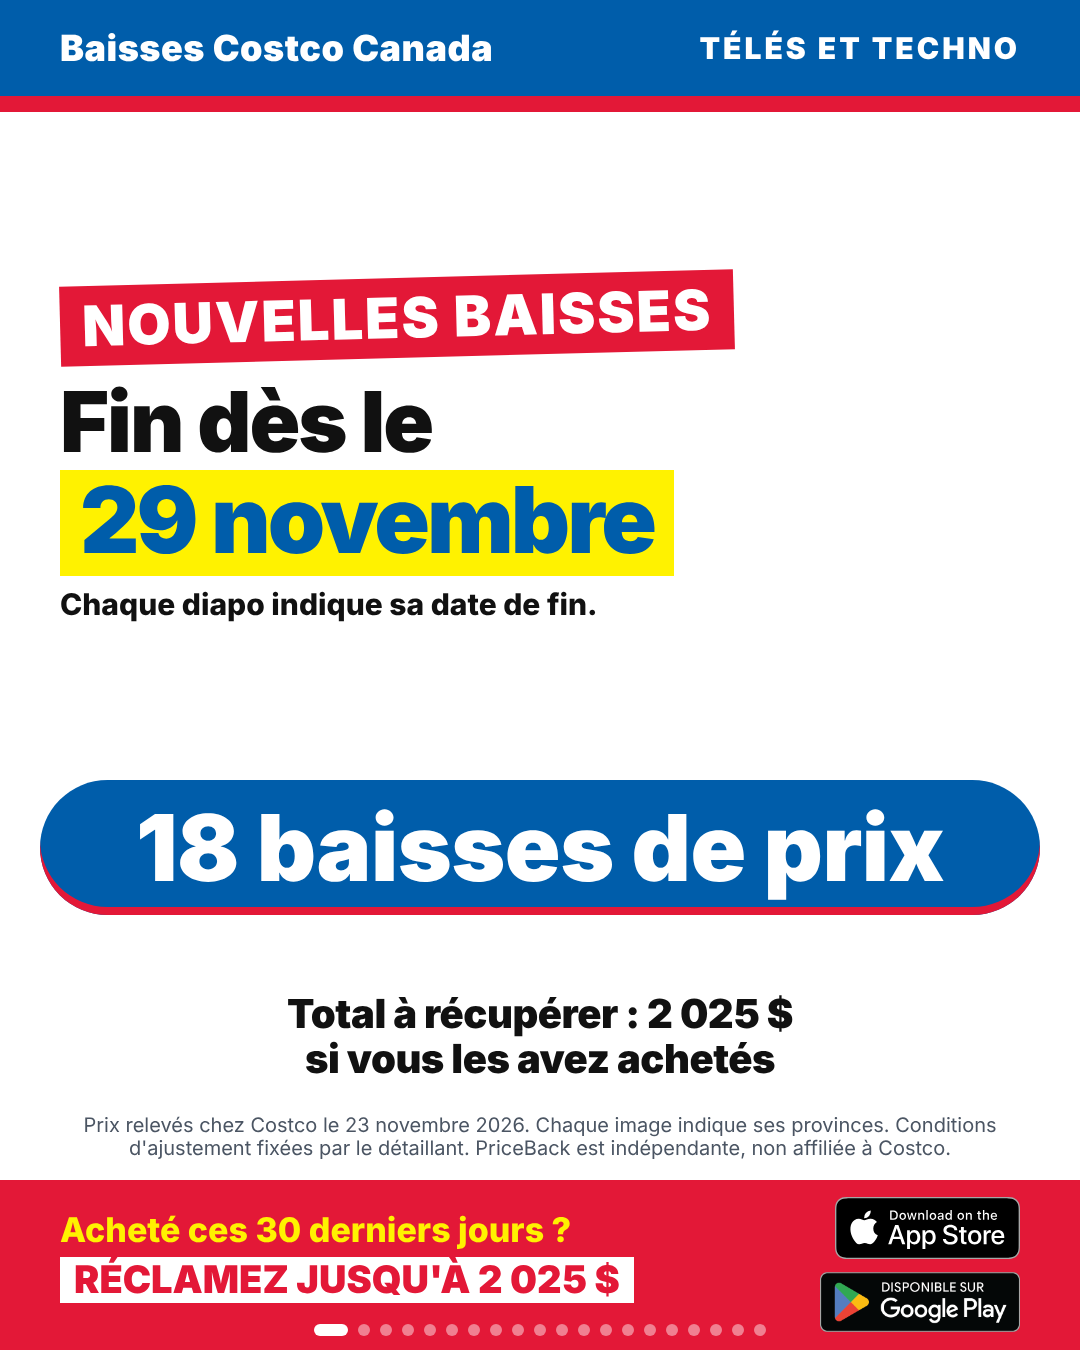 Baisses Costco Canada
TÉLÉS ET TECHNO
NOUVELLES BAISSES
Fin dès le
29 novembre
Chaque diapo indique sa date de fin.
18 baisses de prix
Total à récupérer : 2 025 $
si vous les avez achetés
Prix relevés chez Costco le 23 novembre 2026. Chaque image indique ses provinces. Conditions
d'ajustement fixées par le détaillant. PriceBack est indépendante, non affiliée à Costco.
Acheté ces 30 derniers jours ?
RÉCLAMEZ JUSQU'À 2 025 $
Download on the
App Store
DISPONIBLE SUR
Google Play